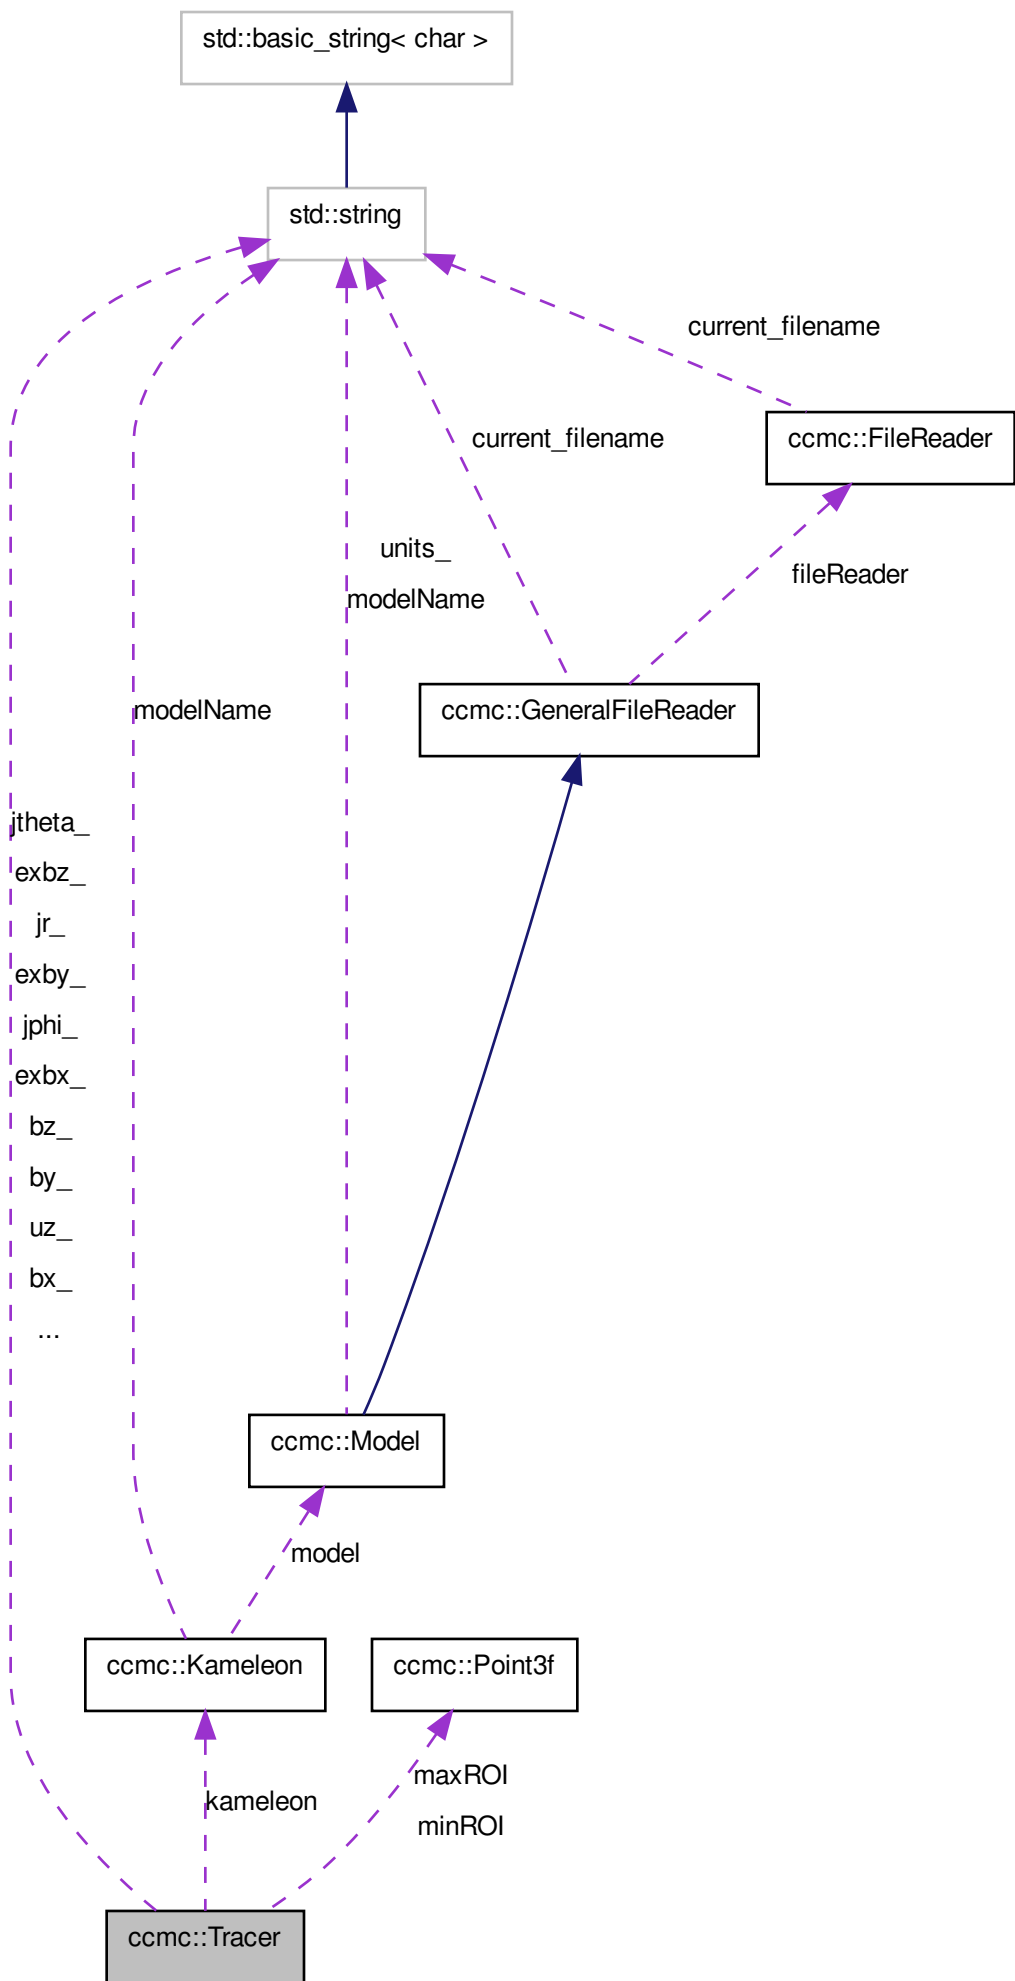 std::basic_string< char >
std::string
current_filename
ccmc::FileReader
current_filename
units_
modelName
fileReader
ccmc::GeneralFileReader
modelName
jtheta_
exbz_
jr_
exby_
jphi_
exbx_
bz_
by_
uz_
bx_
...
ccmc::Model
model
ccmc::Kameleon
ccmc::Point3f
kameleon
maxROI
minROI
ccmc::Tracer